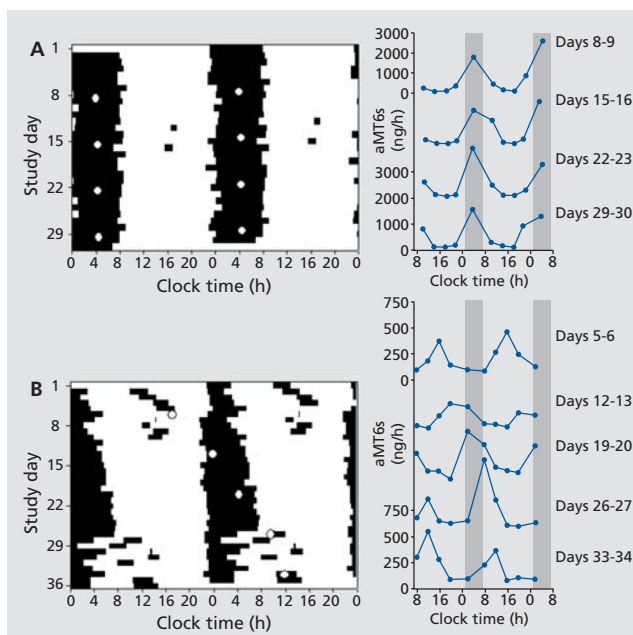 A
Study day
1
8
15
22
29
0 4 8 12 12 20 0 4 8 12 12 20 0
Clock time (h)
aMT6s
(ng/h)
3000
2000
1000
0
3000
2000
1000
0
8 16 0 8 16 0 8
Clock time (h)
Days 8-9
Days 15-16
Days 22-23
Days 29-30
B
Study day
1
8
15
22
29
36
0 4 8 12 16 20 0 4 8 12 16 20 0
Clock time (h)
aMT6s
(ng/h)
750
500
250
0
750
500
250
0
8 16 0 8 16 0 8
Clock time (h)
Days 5-6
Days 12-13
Days 19-20
Days 26-27
Days 33-34